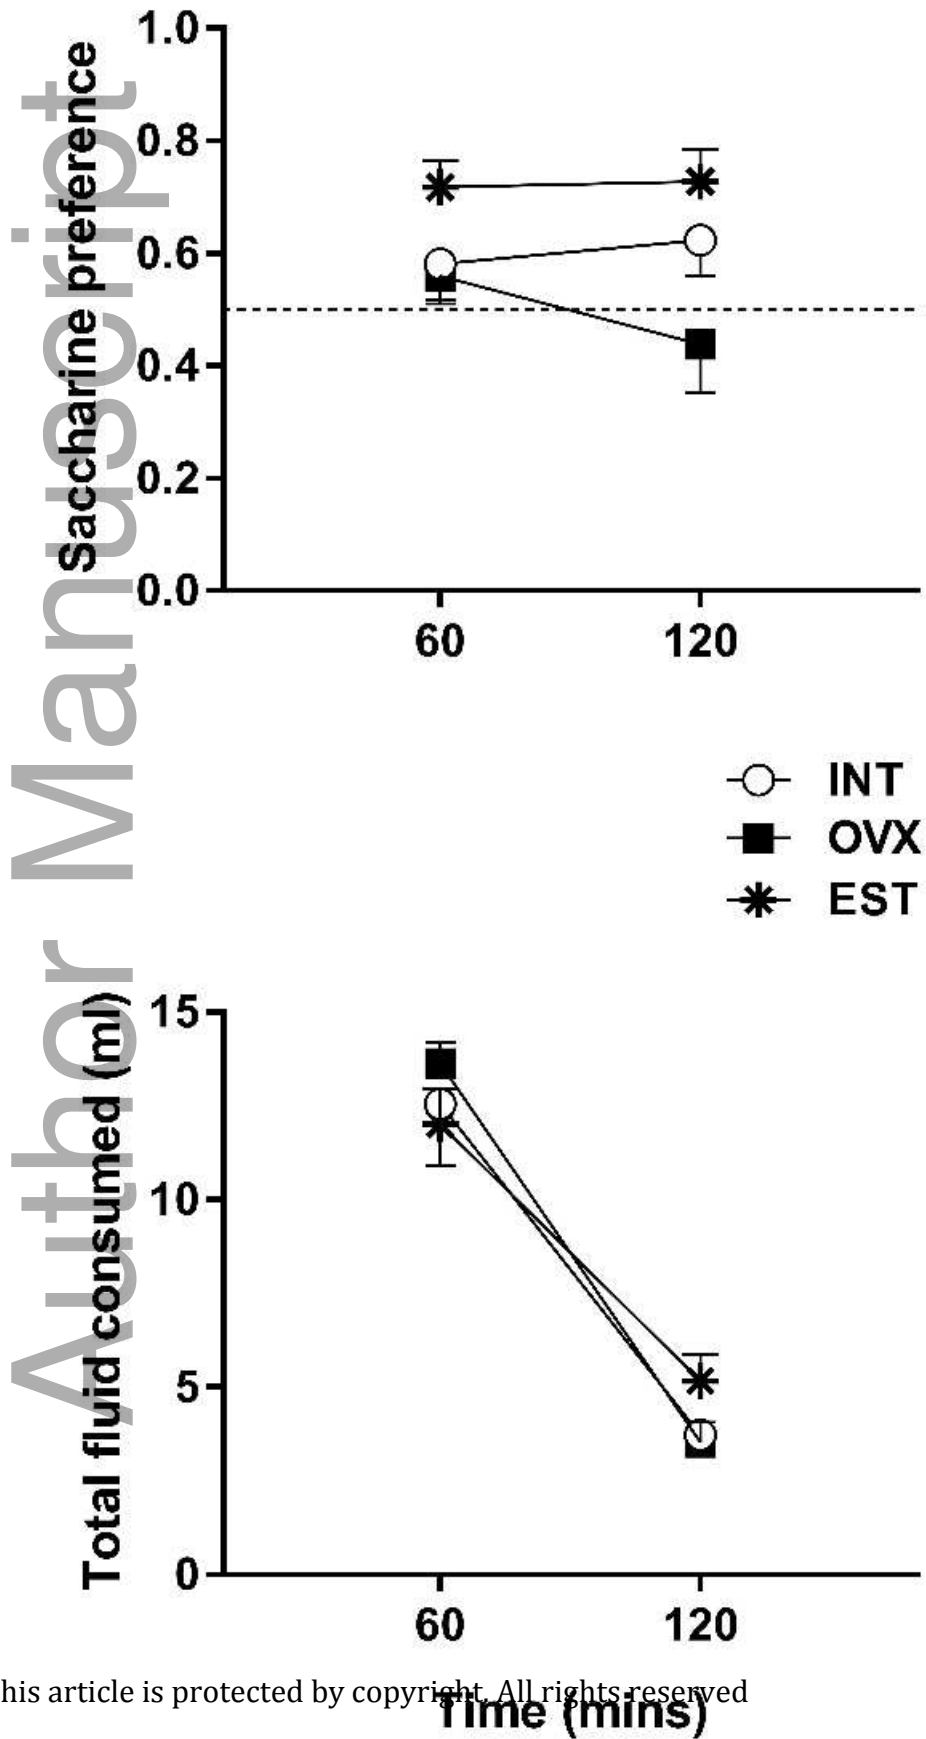 Author Manuscript
Saccharine preference
1.0
0.8
0.6
0.4
0.2
0.0
60 120
INT
OVX
EST
Total fluid consumed (ml)
15
10
5
0
60 120
Time (mins)
his article is protected by copyright. All rights reserved